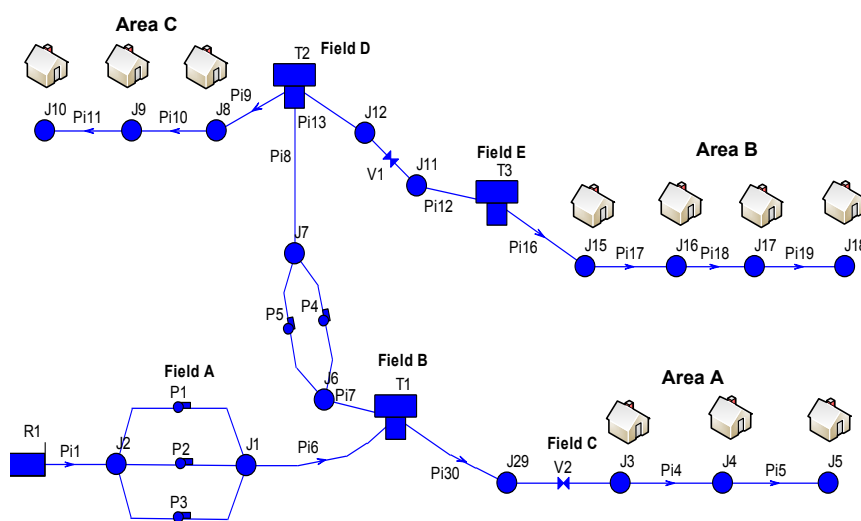 Area C
Field D
T2
J10
Pi11
J9
Pi10
J8
Pi9
Pi13
J12
V1
J11
Pi12
Field E
T3
Area B
Pi8
Pi16
J15
Pi17
J16
Pi18
J17
Pi19
J18
J7
P5
P4
Field A
P1
J6
Pi7
Field B
T1
Area A
R1
Pi1
J2
P2
J1
Pi6
P3
Pi30
J29
Field C
V2
J3
Pi4
J4
Pi5
J5